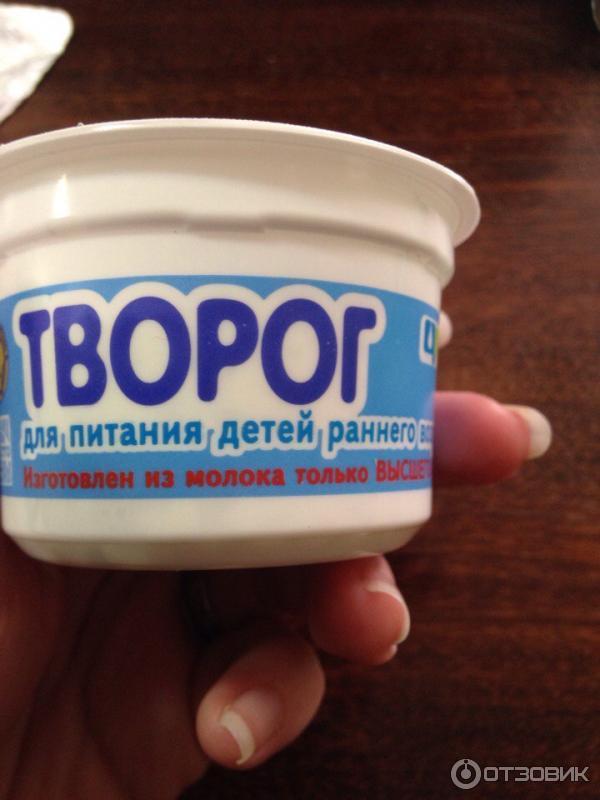 ТВОРОГ
для питания детей раннего
Изготовлен из молока только
ОТЗОВИК